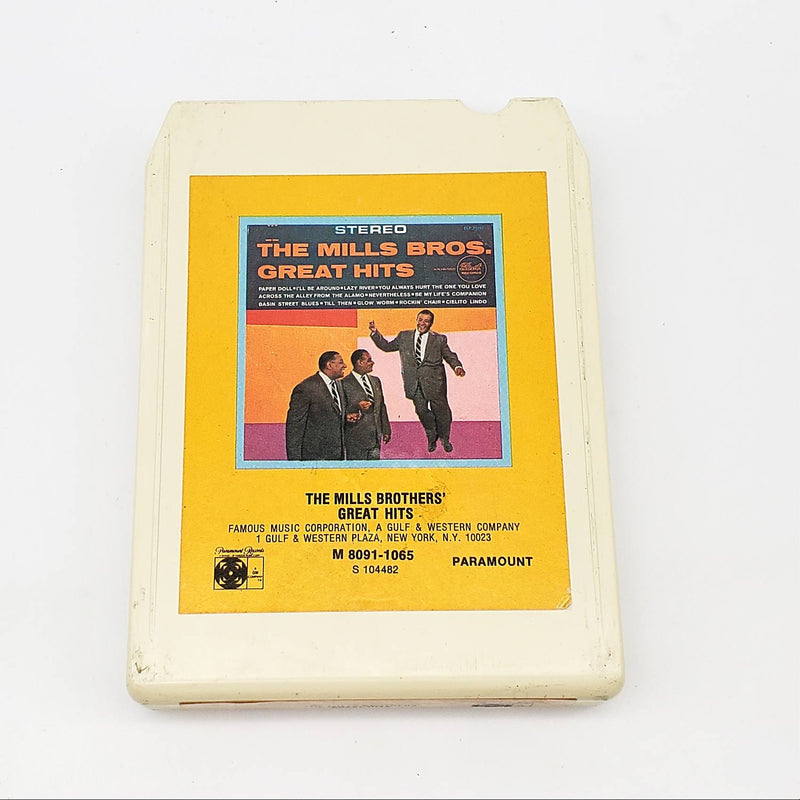 STEREO
THE MILLS BROS.
GREAT HITS
PAPER DOLL•I'LL BE AROUND•LAZY RIVER•YOU ALWAYS HURT THE ONE YOU LOVE
ACROSS THE ALLEY FROM THE ALAMO•NEVERTHELESS•BE MY LIFE'S COMPANION
BASIN STREET BLUES•TILL THEN•GLOW WORM•ROCKIN' CHAIR•CIELITO LINDO
THE MILLS BROTHERS'
GREAT HITS
FAMOUS MUSIC CORPORATION, A GULF & WESTERN COMPANY
1 GULF & WESTERN PLAZA, NEW YORK, N.Y. 10023
Paramount Records
M 8091-1065
S 104482
PARAMOUNT